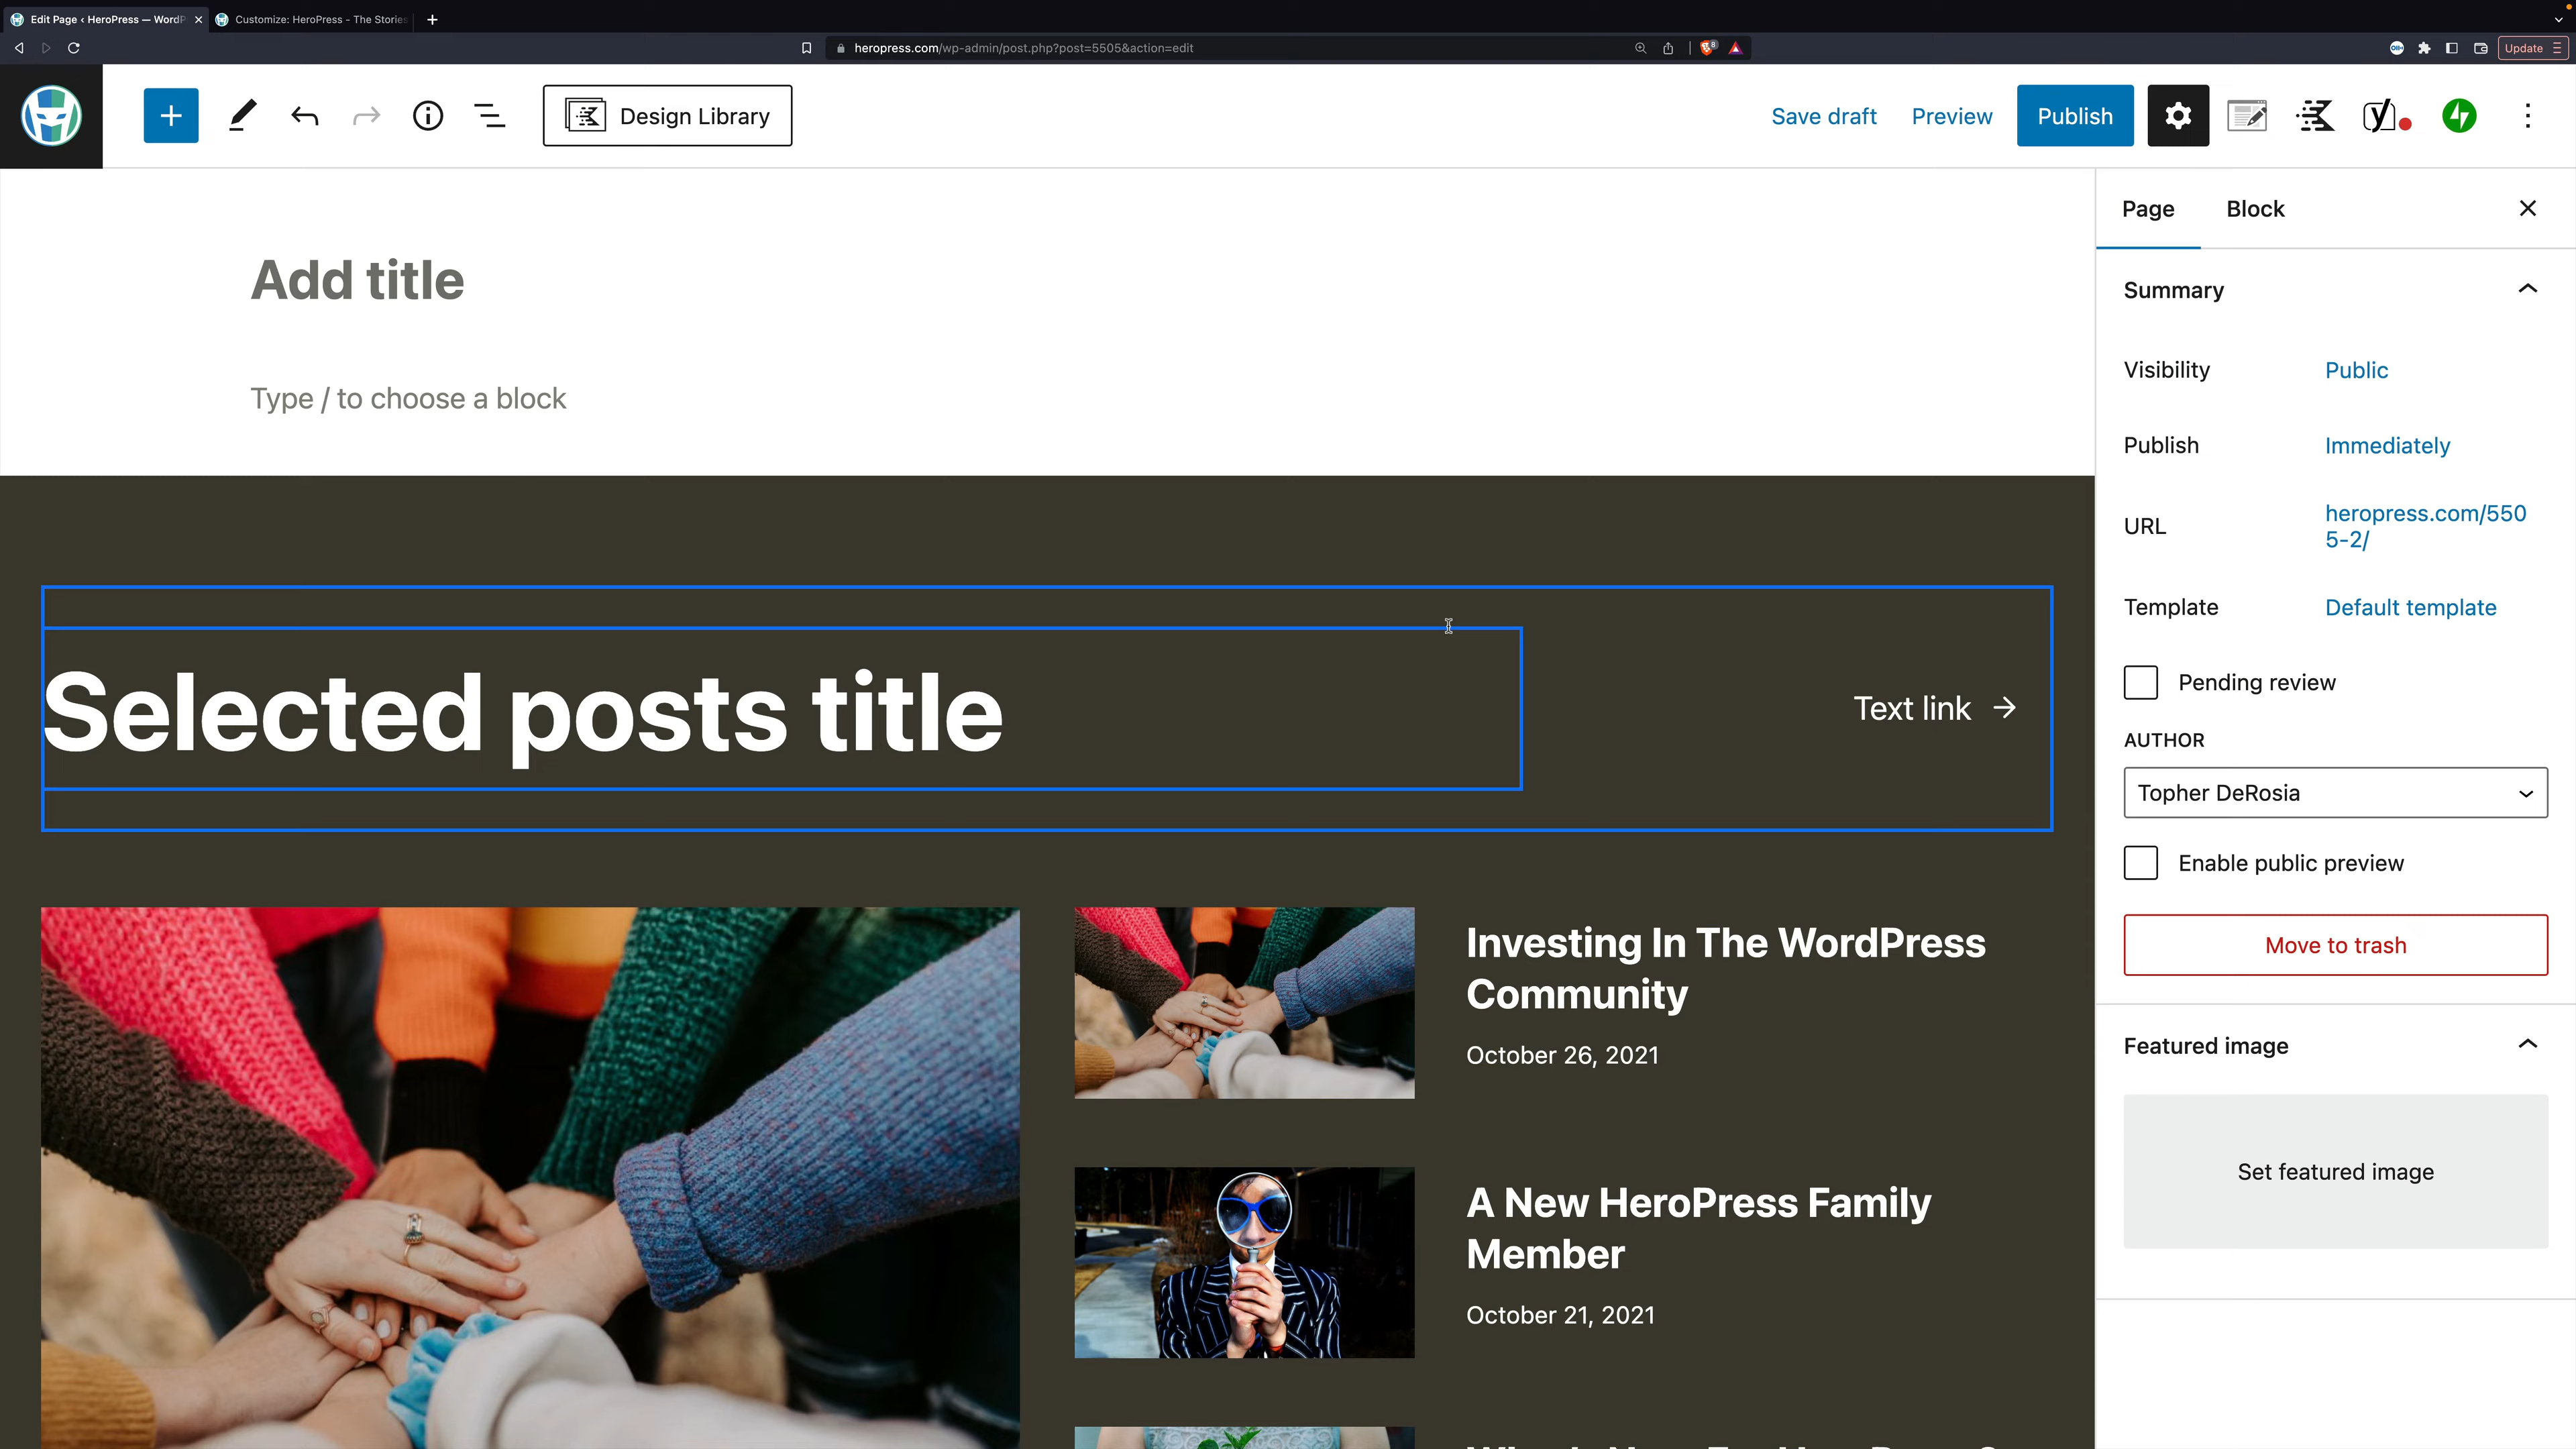 Edit Page ‹ HeroPress — WordP
Customize: HeroPress - The Stories
heropress.com/wp-admin/post.php?post=5505&action=edit
8
Update
Design Library
Save draft
Preview
Publish
Add title
Type / to choose a block
Selected posts title
Text link →
Investing In The WordPress
Community
October 26, 2021
A New HeroPress Family
Member
October 21, 2021
Page
Block
Summary
Visibility
Public
Publish
Immediately
URL
heropress.com/550
5-2/
Template
Default template
Pending review
AUTHOR
Topher DeRosia
Enable public preview
Move to trash
Featured image
Set featured image